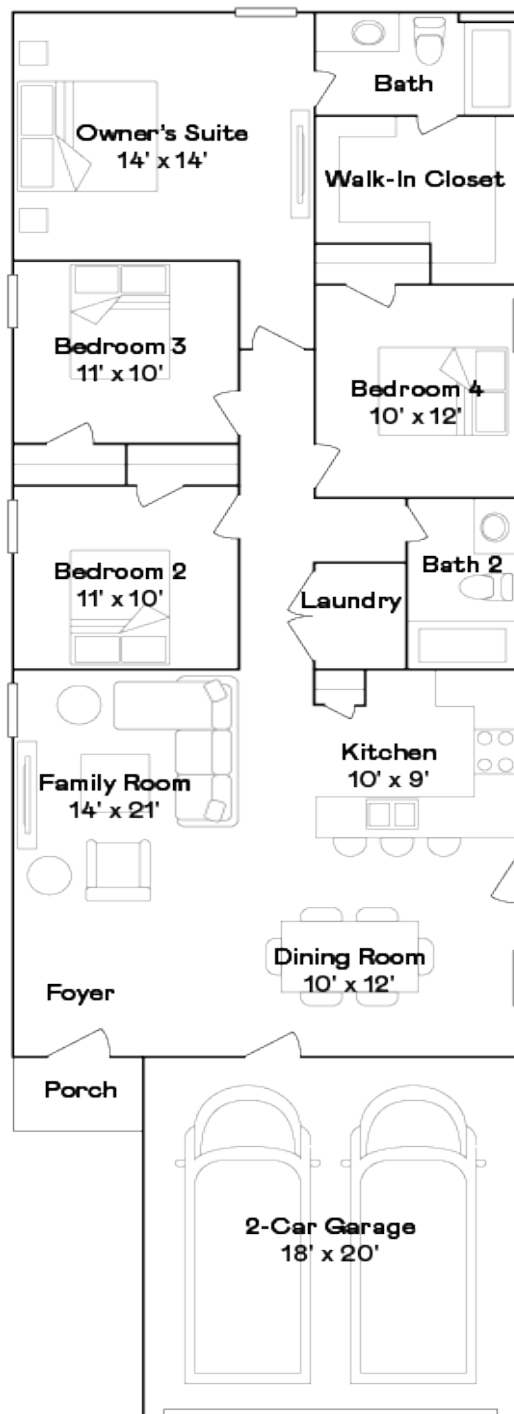 Bath
Owner's Suite
14' x 14'
Walk-In Closet
Bedroom 3
11' x 10'
Bedroom 4
10' x 12'
Bedroom 2
11' x 10'
Bath 2
Laundry
Kitchen
10' x 9'
Family Room
14' x 21'
Dining Room
10' x 12'
Foyer
Porch
2-Car Garage
18' x 20'